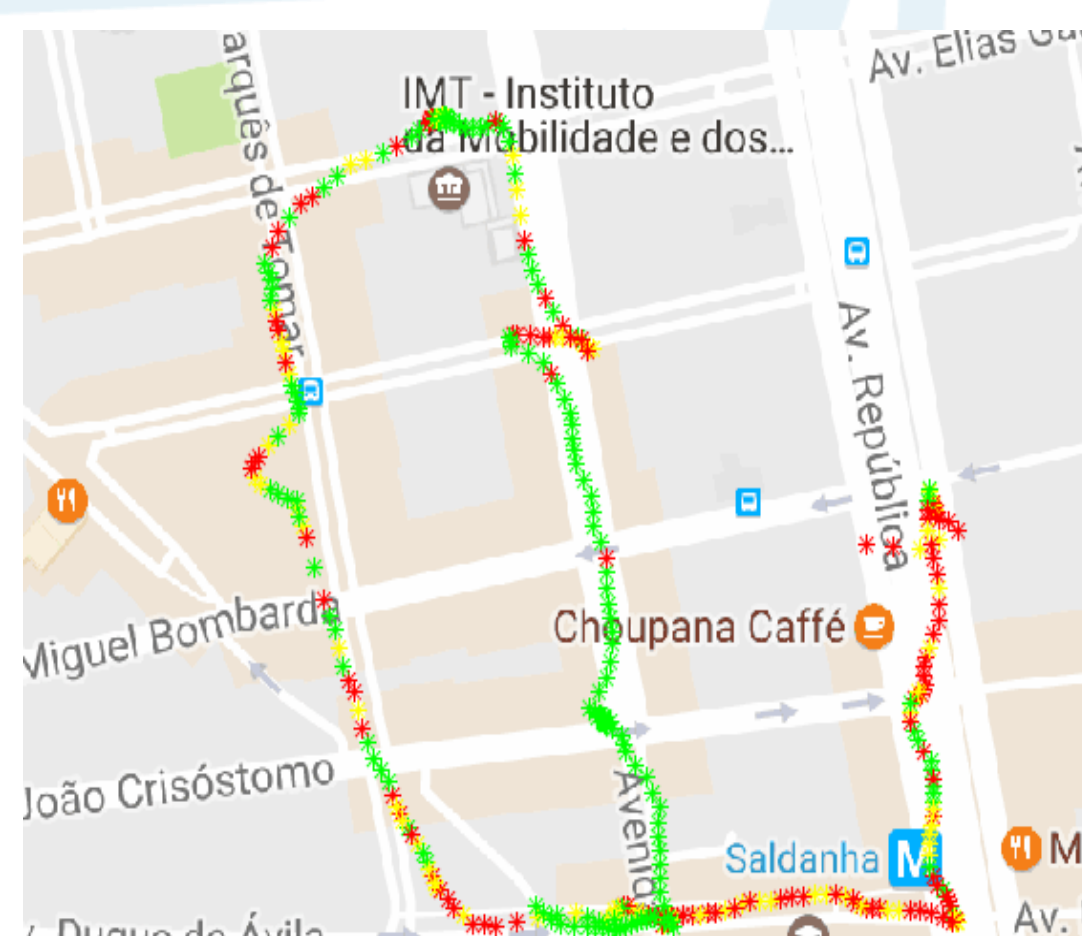 arquês de Tomar
IMT - Instituto
da Mobilidade e dos...
Av. Elias
Av. República
Miguel Bombarda
Choupana Caffé
João Crisóstomo
Avenid
Saldanha M
M
Duque de Ávila
Av.